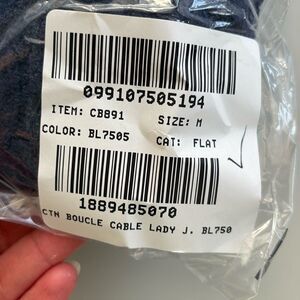 099107505194
ITEM: CB891 SIZE: M
COLOR: BL7505 CAT: FLAT
1889485070
CTN BOUCLE CABLE LADY J. BL750